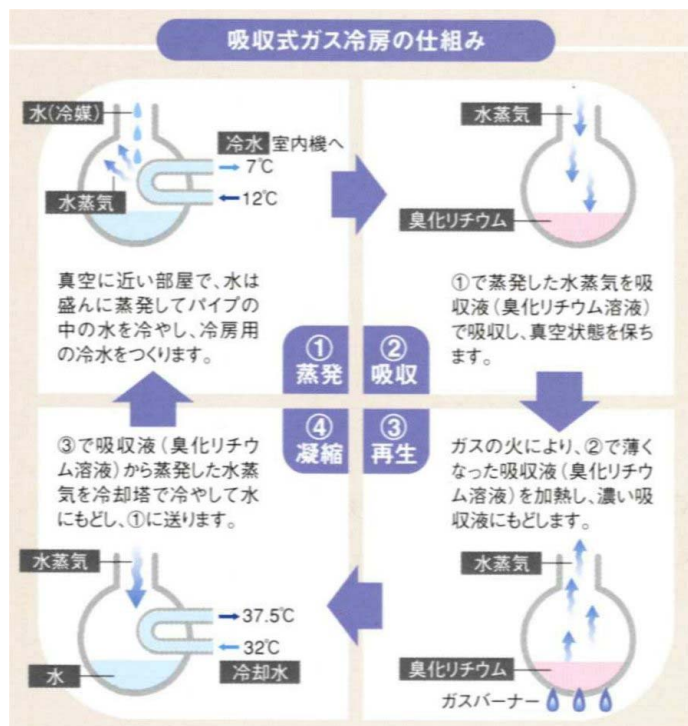 吸収式ガス冷房の仕組み
水(冷媒)
冷水 室内機へ
7℃
12℃
水蒸気
真空に近い部屋で、水は
盛んに蒸発してパイプの
中の水を冷やし、冷房用
の冷水をつくります。
①
蒸発
水蒸気
臭化リチウム
①で蒸発した水蒸気を吸
収液(臭化リチウム溶液)
で吸収し、真空状態を保ち
ます。
②
吸収
③
再生
ガスの火により、②で薄く
なった吸収液(臭化リチウ
ム溶液)を加熱し、濃い吸
収液にもどします。
水蒸気
臭化リチウム
ガスバーナー
④
凝縮
③で吸収液(臭化リチウ
ム溶液)から蒸発した水蒸
気を冷却塔で冷やして水
にもどし、①に送ります。
水蒸気
37.5℃
32℃
冷却水
水